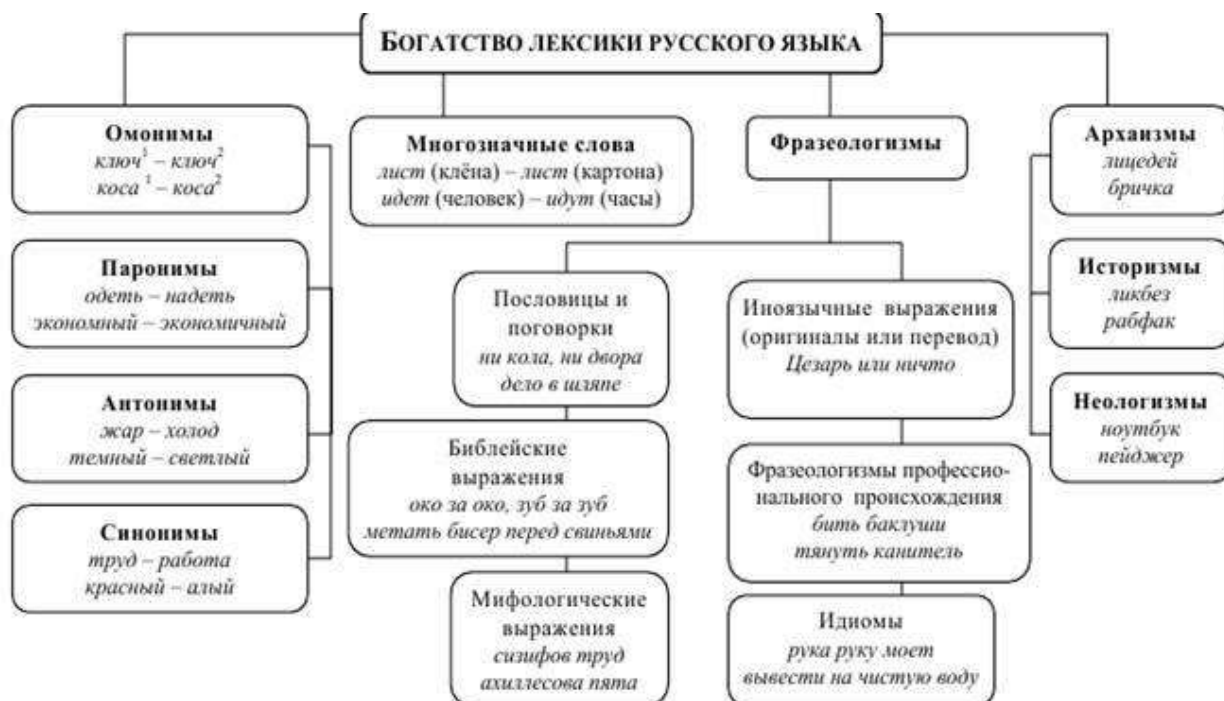 БОГАТСТВО ЛЕКСИКИ РУССКОГО ЯЗЫКА
Омонимы
ключ¹ – ключ²
коса ¹ – коса²
Паронимы
одеть – надеть
экономный – экономичный
Антонимы
жар – холод
темный – светлый
Синонимы
труд – работа
красный – алый
Многозначные слова
лист (клёна) – лист (картона)
идет (человек) – идут (часы)
Фразеологизмы
Пословицы и
поговорки
ни кола, ни двора
дело в шляпе
Библейские
выражения
око за око, зуб за зуб
метать бисер перед свиньями
Мифологические
выражения
сизифов труд
ахиллесова пята
Иноязычные выражения
(оригиналы или перевод)
Цезарь или ничто
Фразеологизмы профессио-
нального происхождения
бить баклуши
тянуть канитель
Идиомы
рука руку моет
вывести на чистую воду
Архаизмы
лицедей
бричка
Историзмы
ликбез
рабфак
Неологизмы
ноутбук
пейджер